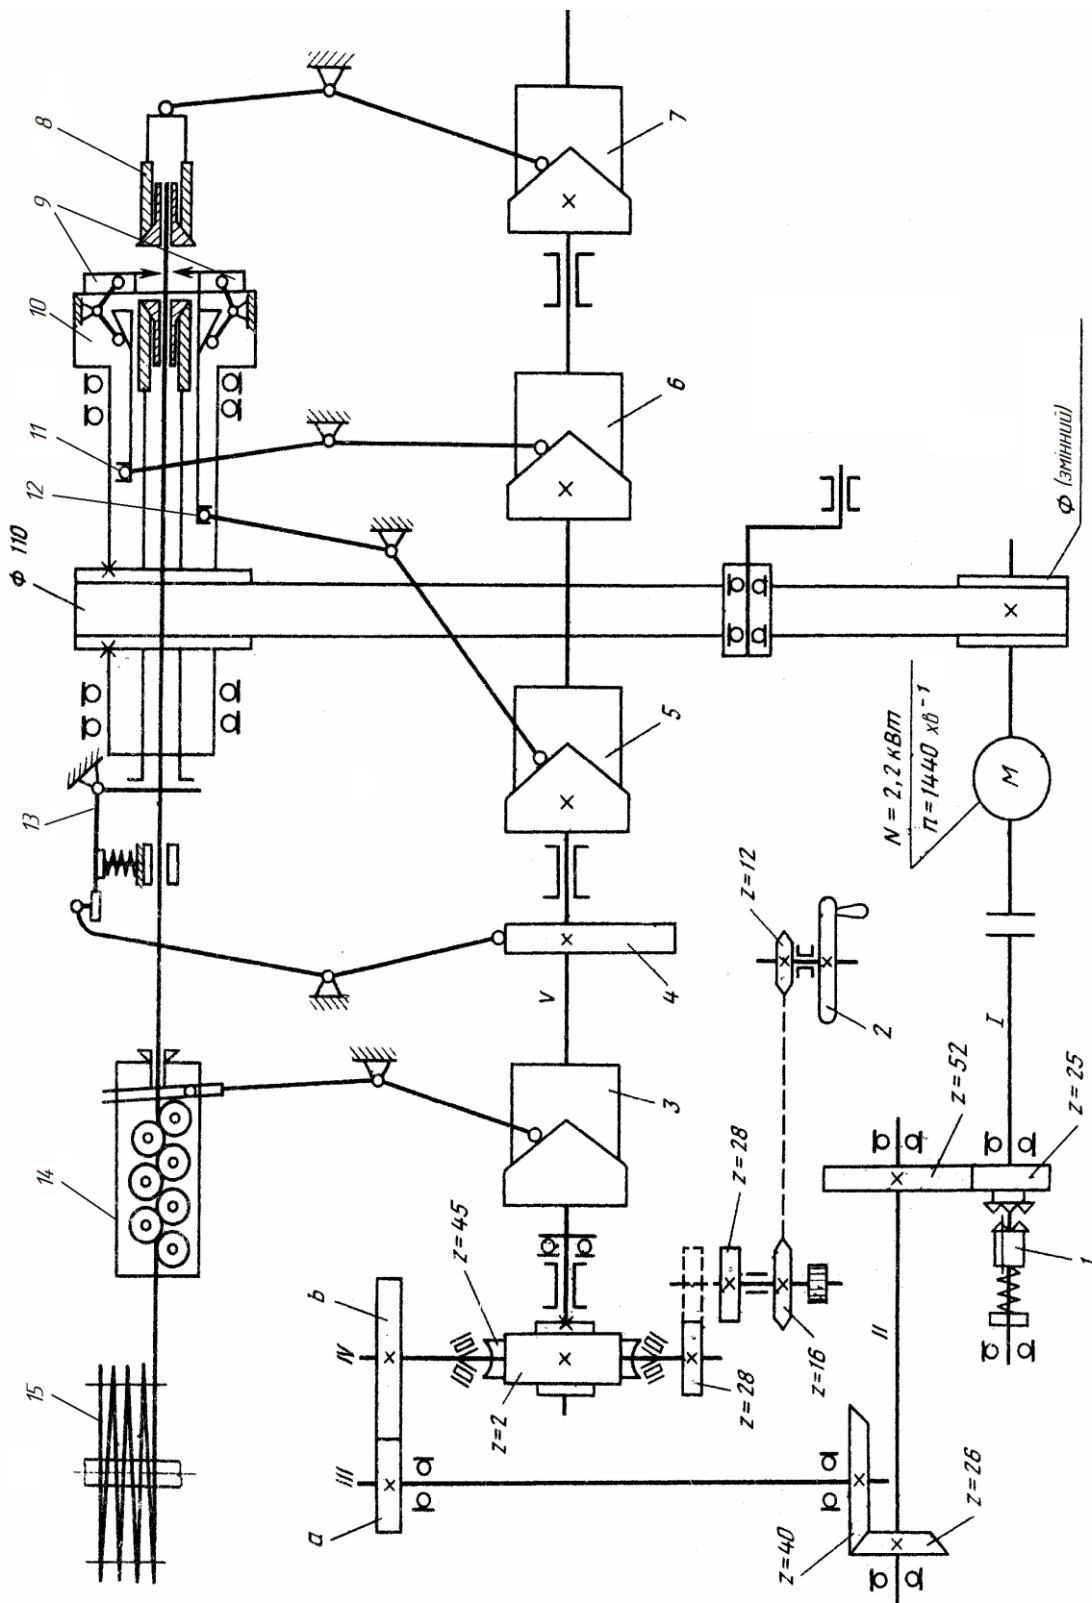 8
9
10
7
11
12
Ф 110
6
Ф (змінний)
5
N = 2,2 кВт
n = 1440 хв⁻¹
М
13
z=12
4
V
2
I
14
3
z=52
z=25
z=28
z=45
1
b
IV
II
z=16
z=28
z=2
15
III
a
z=40
z=26